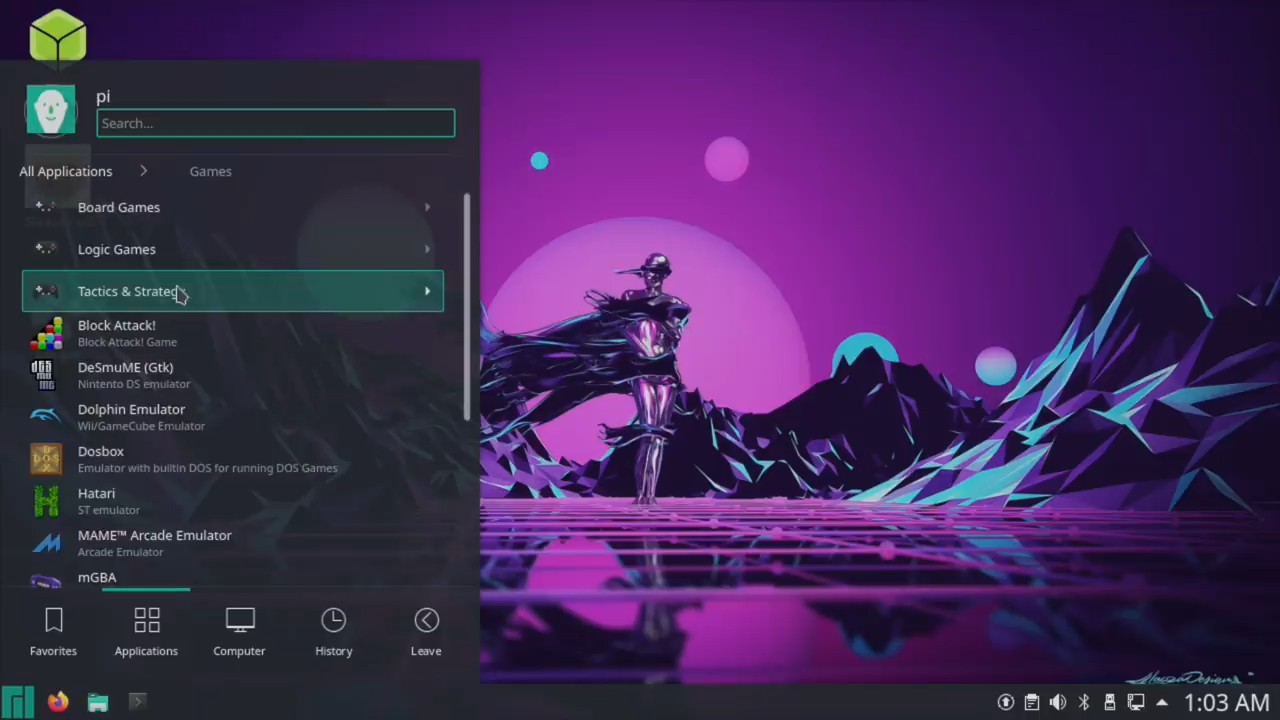 pi
Search...
All Applications
Games
Board Games
Logic Games
Tactics & Strategy
Block Attack!
Block Attack! Game
DeSmuME (Gtk)
Nintendo DS emulator
Dolphin Emulator
Wii/GameCube Emulator
Dosbox
Emulator with builtin DOS for running DOS Games
Hatari
ST emulator
MAME™ Arcade Emulator
Arcade Emulator
mGBA
Favorites
Applications
Computer
History
Leave
1:03 AM